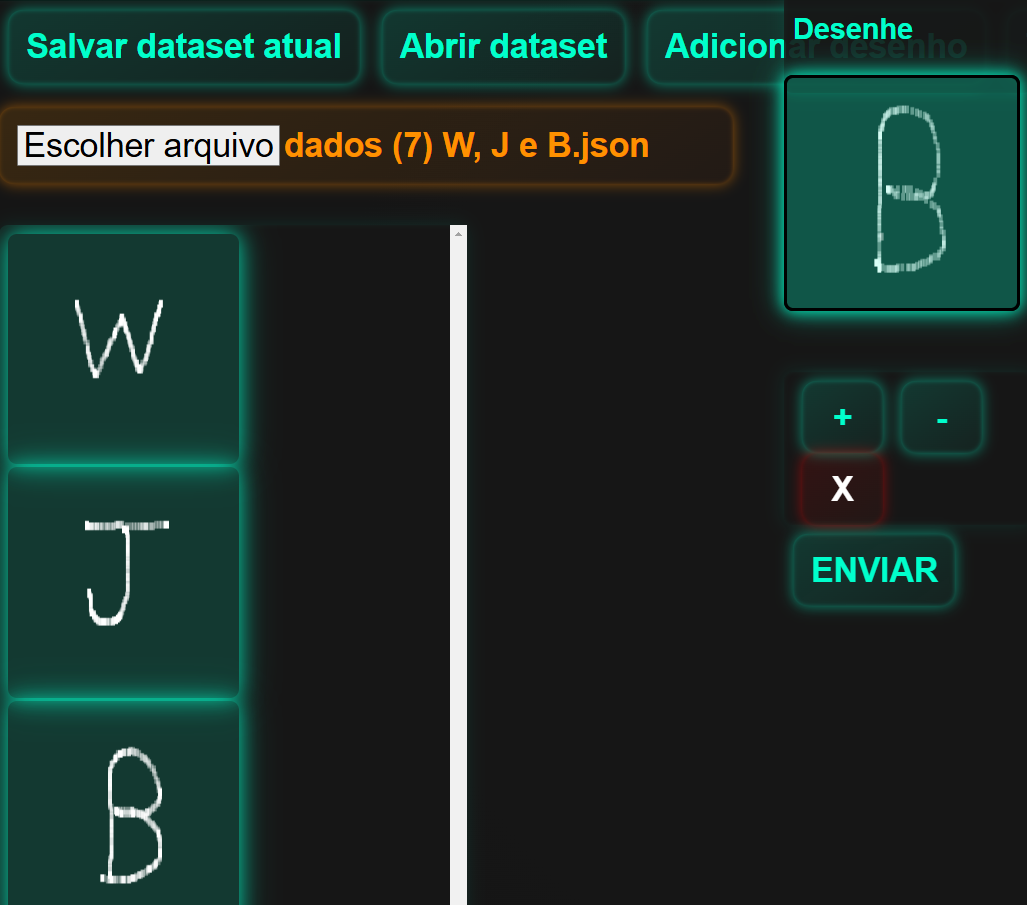 Salvar dataset atual Abrir dataset Adicionar desenho
Desenhe
Escolher arquivo dados (7) W, J e B.json
B
W
J
B
+ -
X
ENVIAR